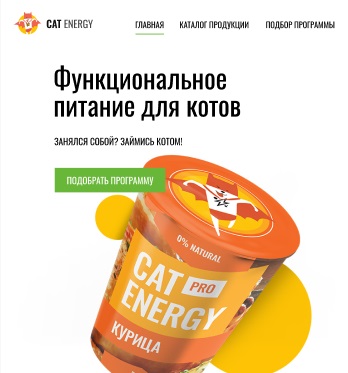 CAT ENERGY
ГЛАВНАЯ
КАТАЛОГ ПРОДУКЦИИ
ПОДБОР ПРОГРАММЫ
Функциональное
питание для котов
ЗАНЯЛСЯ СОБОЙ? ЗАЙМИСЬ КОТОМ!
ПОДОБРАТЬ ПРОГРАММУ
0% NATURAL
CAT PRO
ENERGY
КУРИЦА